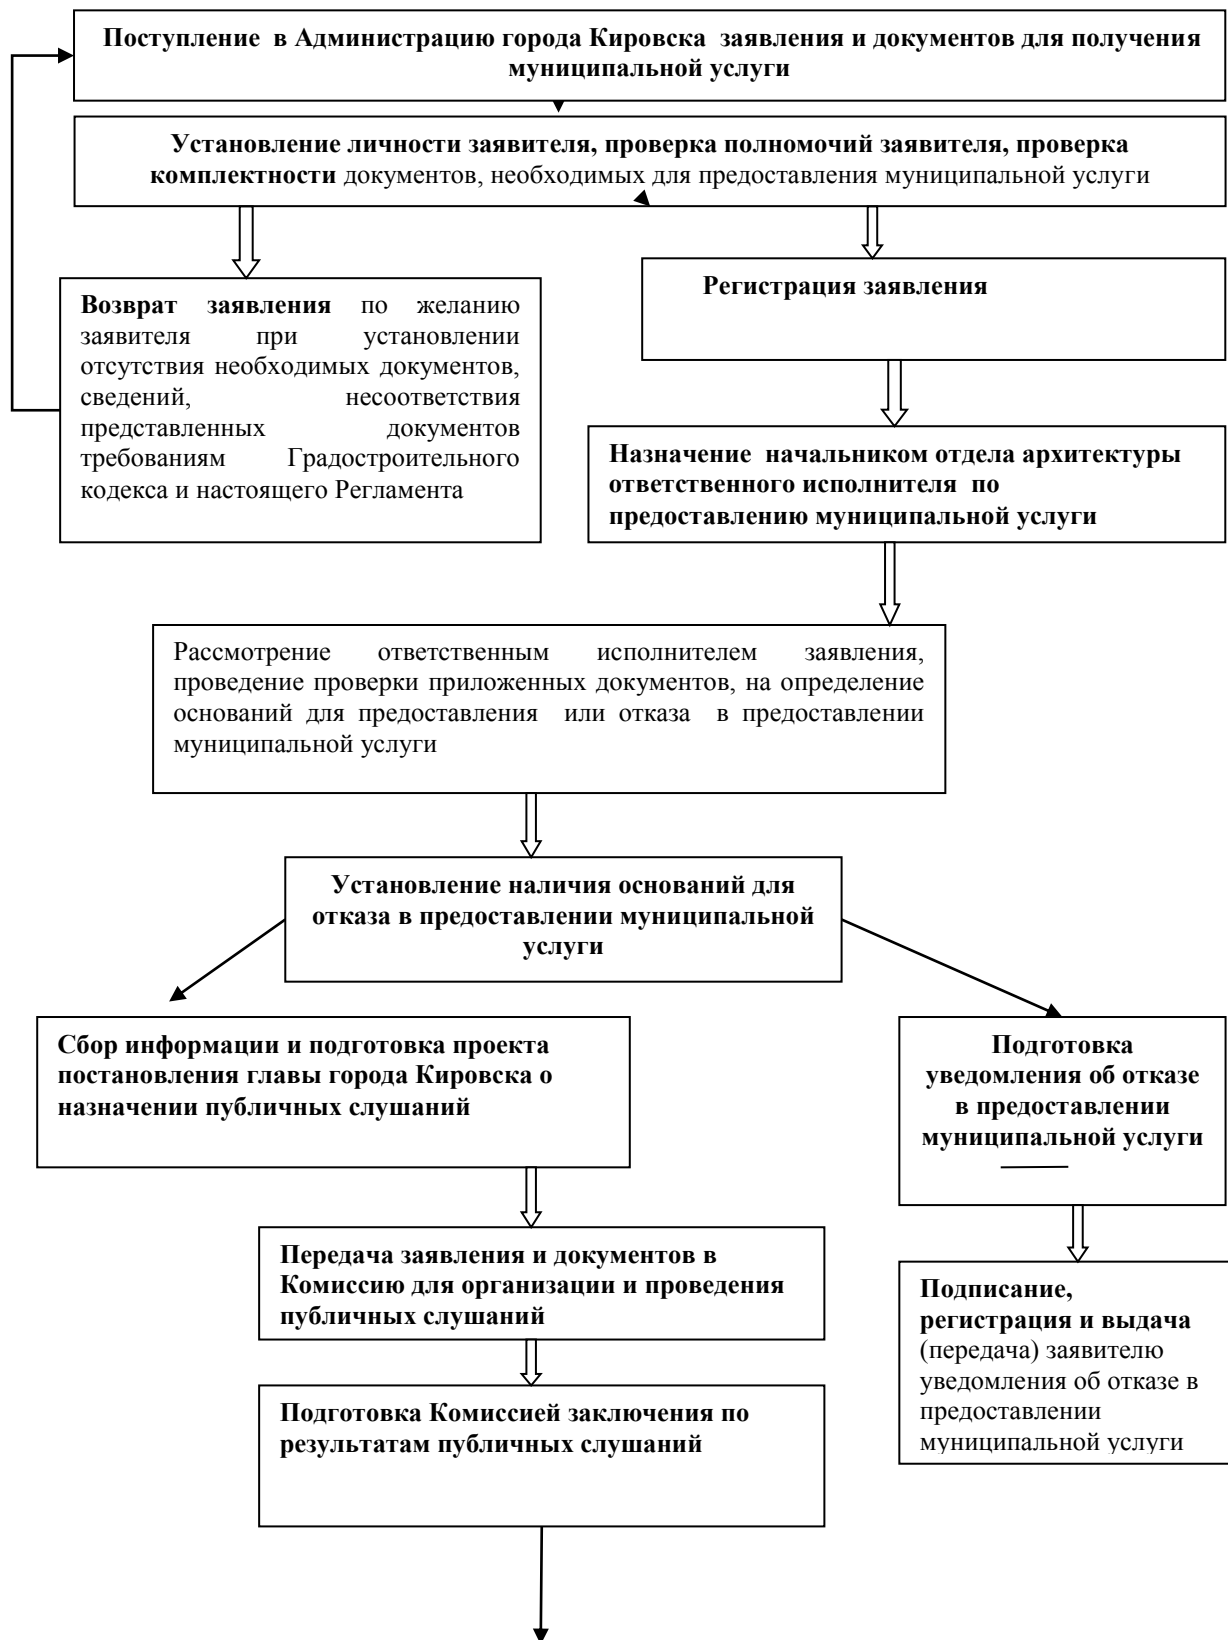 Поступление в Администрацию города Кировска заявления и документов для получения
муниципальной услуги
Установление личности заявителя, проверка полномочий заявителя, проверка
комплектности документов, необходимых для предоставления муниципальной услуги
Возврат заявления по желанию
заявителя при установлении
отсутствия необходимых документов,
сведений, несоответствия
представленных документов
требованиям Градостроительного
кодекса и настоящего Регламента
Регистрация заявления
Назначение начальником отдела архитектуры
ответственного исполнителя по
предоставлению муниципальной услуги
Рассмотрение ответственным исполнителем заявления,
проведение проверки приложенных документов, на определение
оснований для предоставления или отказа в предоставлении
муниципальной услуги
Установление наличия оснований для
отказа в предоставлении муниципальной
услуги
Сбор информации и подготовка проекта
постановления главы города Кировска о
назначении публичных слушаний
Подготовка
уведомления об отказе
в предоставлении
муниципальной услуги
Передача заявления и документов в
Комиссию для организации и проведения
публичных слушаний
Подписание,
регистрация и выдача
(передача) заявителю
уведомления об отказе в
предоставлении
муниципальной услуги
Подготовка Комиссией заключения по
результатам публичных слушаний